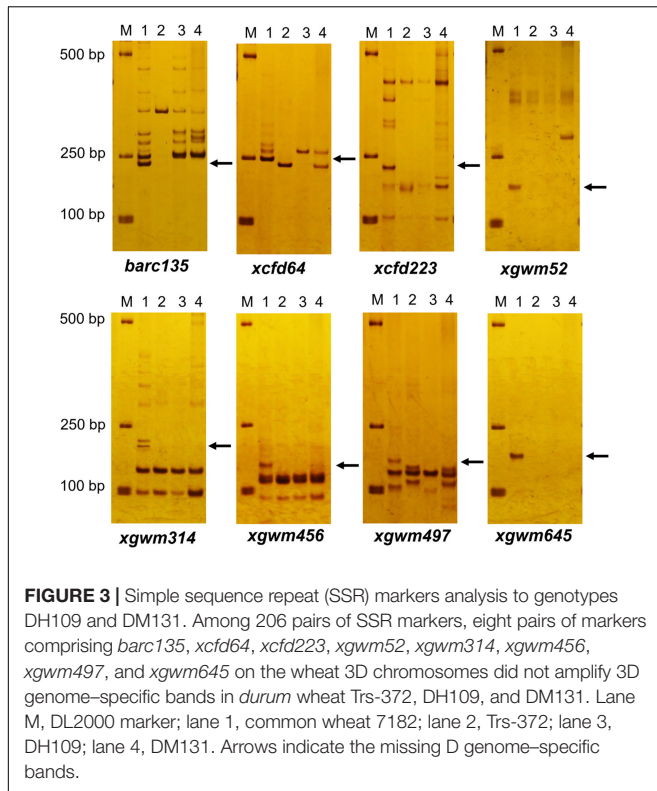 M 1 2 3 4 M 1 2 3 4 M 1 2 3 4 M 1 2 3 4
500 bp
250 bp
100 bp
barc135 xcfd64 xcfd223 xgwm52
M 1 2 3 4 M 1 2 3 4 M 1 2 3 4 M 1 2 3 4
500 bp
250 bp
100 bp
xgwm314 xgwm456 xgwm497 xgwm645
FIGURE 3 | Simple sequence repeat (SSR) markers analysis to genotypes
DH109 and DM131. Among 206 pairs of SSR markers, eight pairs of markers
comprising barc135, xcfd64, xcfd223, xgwm52, xgwm314, xgwm456,
xgwm497, and xgwm645 on the wheat 3D chromosomes did not amplify 3D
genome–specific bands in durum wheat Trs-372, DH109, and DM131. Lane
M, DL2000 marker; lane 1, common wheat 7182; lane 2, Trs-372; lane 3,
DH109; lane 4, DM131. Arrows indicate the missing D genome–specific
bands.